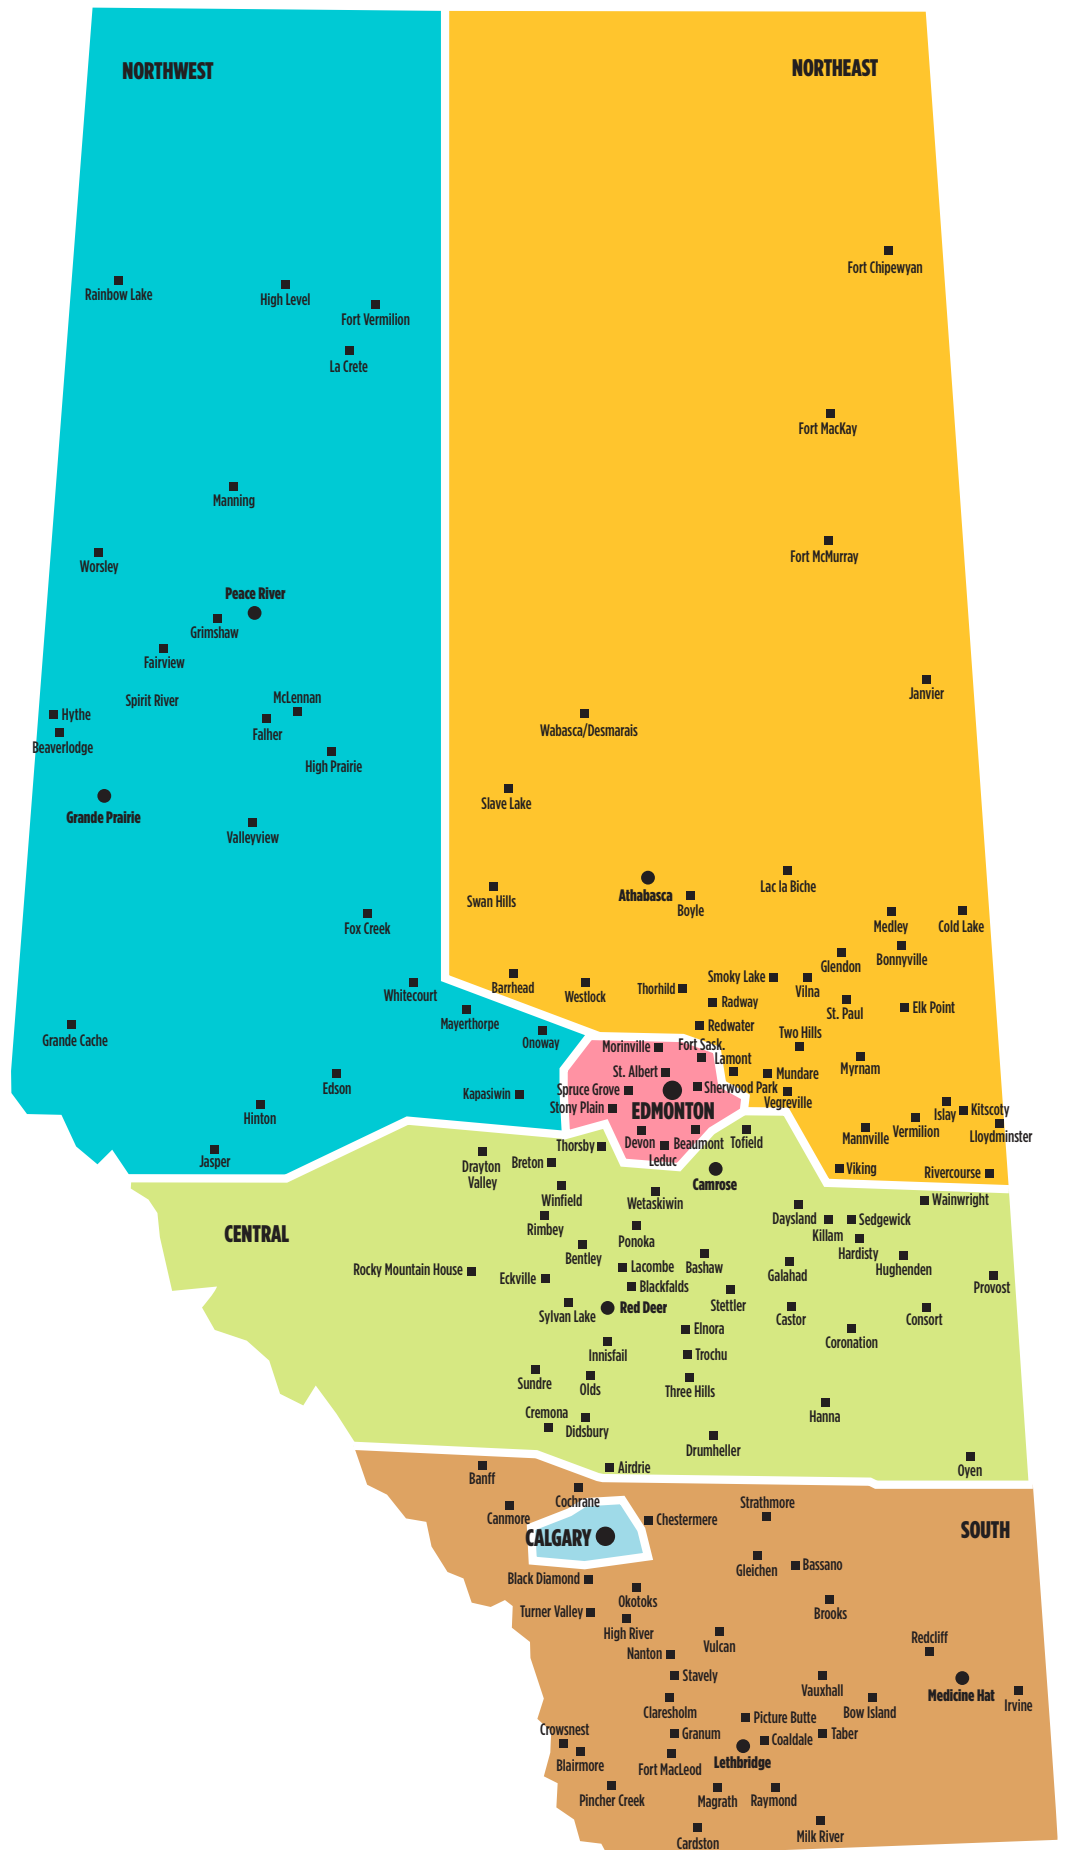 NORTHWEST
NORTHEAST
Fort Chipewyan
Rainbow Lake
High Level
Fort Vermilion
La Crete
Fort MacKay
Manning
Fort McMurray
Worsley
Peace River
Grimshaw
Fairview
Spirit River
McLennan
Janvier
Hythe
Falher
Wabasca/Desmarais
Beaverlodge
High Prairie
Slave Lake
Grande Prairie
Valleyview
Lac la Biche
Athabasca
Swan Hills
Boyle
Fox Creek
Medley
Cold Lake
Bonnyville
Glendon
Smoky Lake
Barrhead
Thorhild
Vilna
Whitecourt
Westlock
Radway
Elk Point
St. Paul
Mayerthorpe
Redwater
Two Hills
Grande Cache
Onoway
Morinville
Fort Sask.
Lamont
Myrnam
St. Albert
Mundare
Edson
Kapasiwin
Spruce Grove
Sherwood Park
Vegreville
Stony Plain
EDMONTON
Islay
Kitscoty
Hinton
Vermilion
Lloydminster
Mannville
Thorsby
Devon
Beaumont
Tofield
Jasper
Leduc
Drayton
Valley
Breton
Viking
Rivercourse
Camrose
Winfield
Wetaskiwin
Wainwright
CENTRAL
Rimbey
Daysland
Sedgewick
Killam
Ponoka
Hardisty
Bentley
Rocky Mountain House
Eckville
Lacombe
Bashaw
Galahad
Hughenden
Blackfalds
Provost
Sylvan Lake
Red Deer
Stettler
Castor
Consort
Elnora
Coronation
Innisfail
Trochu
Sundre
Olds
Three Hills
Cremona
Didsbury
Hanna
Drumheller
Airdrie
Oyen
Banff
Cochrane
Strathmore
Canmore
Chestermere
SOUTH
CALGARY
Gleichen
Bassano
Black Diamond
Okotoks
Turner Valley
Brooks
High River
Redcliff
Vulcan
Nanton
Stavely
Vauxhall
Medicine Hat
Irvine
Claresholm
Bow Island
Picture Butte
Crowsnest
Granum
Coaldale
Taber
Blairmore
Fort MacLeod
Lethbridge
Pincher Creek
Magrath
Raymond
Milk River
Cardston